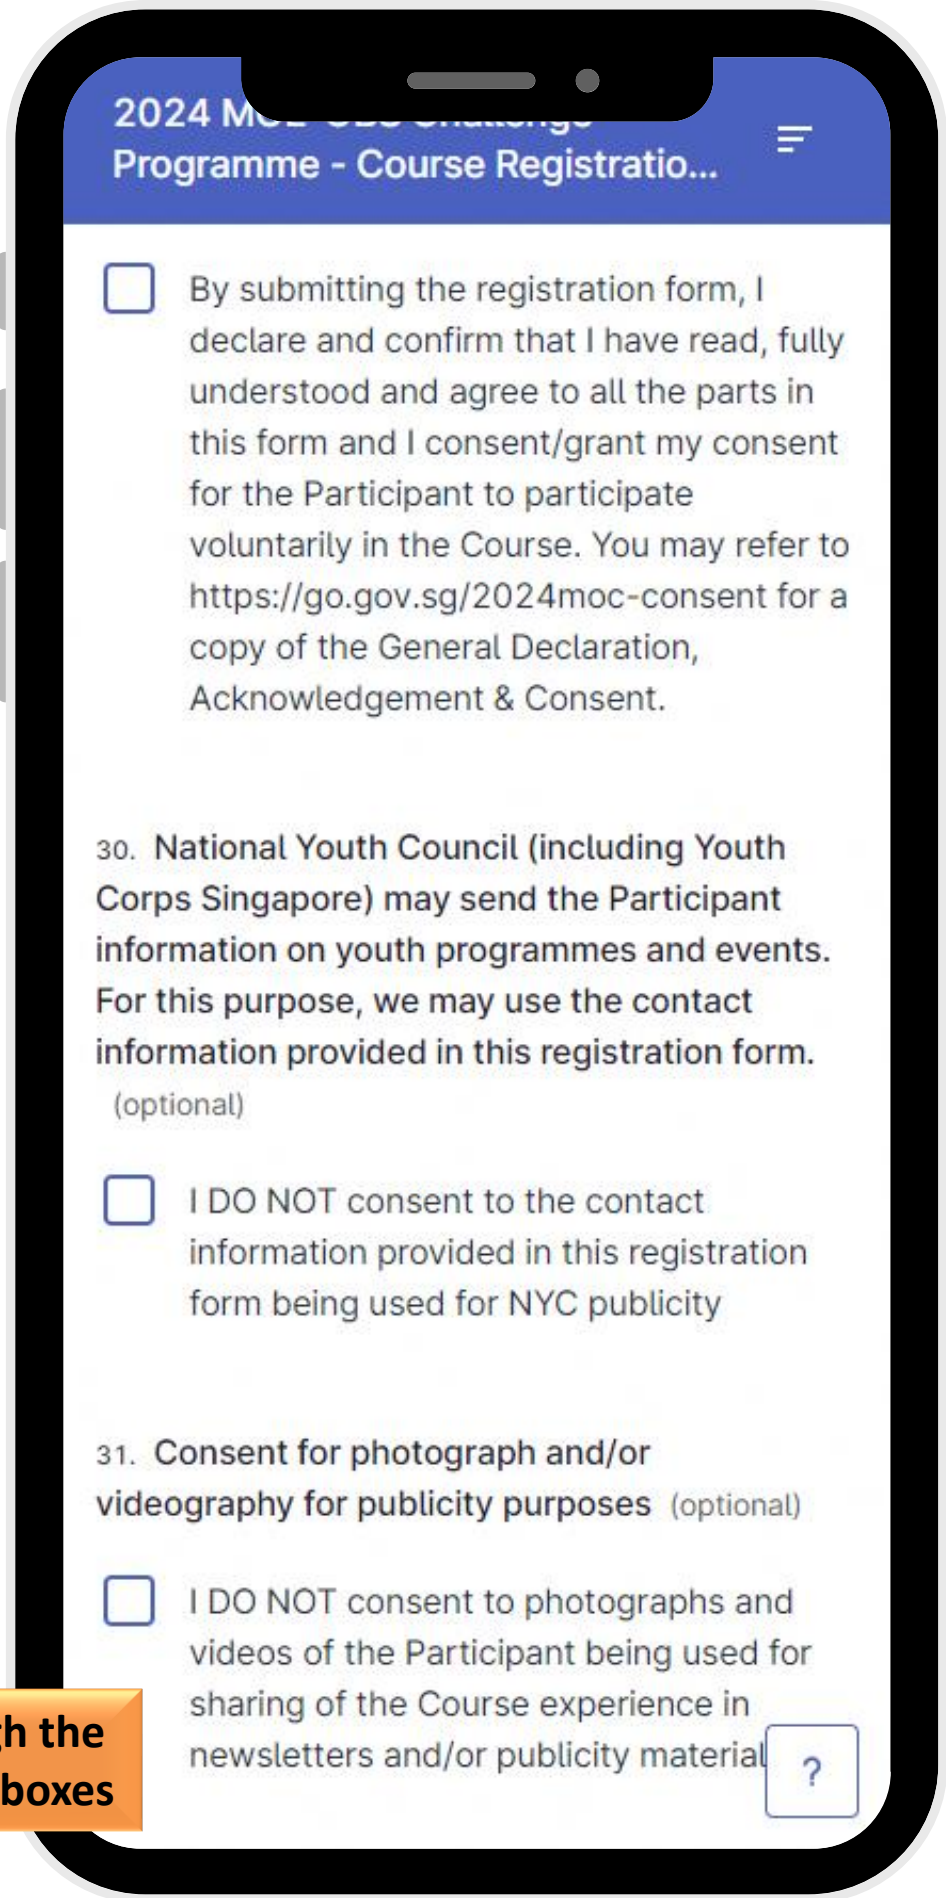 2024 MOE-OBS Challenge
Programme - Course Registratio...
By submitting the registration form, I
declare and confirm that I have read, fully
understood and agree to all the parts in
this form and I consent/grant my consent
for the Participant to participate
voluntarily in the Course. You may refer to
https://go.gov.sg/2024moc-consent for a
copy of the General Declaration,
Acknowledgement & Consent.
30. National Youth Council (including Youth
Corps Singapore) may send the Participant
information on youth programmes and events.
For this purpose, we may use the contact
information provided in this registration form.
(optional)
I DO NOT consent to the contact
information provided in this registration
form being used for NYC publicity
31. Consent for photograph and/or
videography for publicity purposes (optional)
I DO NOT consent to photographs and
videos of the Participant being used for
sharing of the Course experience in
newsletters and/or publicity material
?
the
boxes